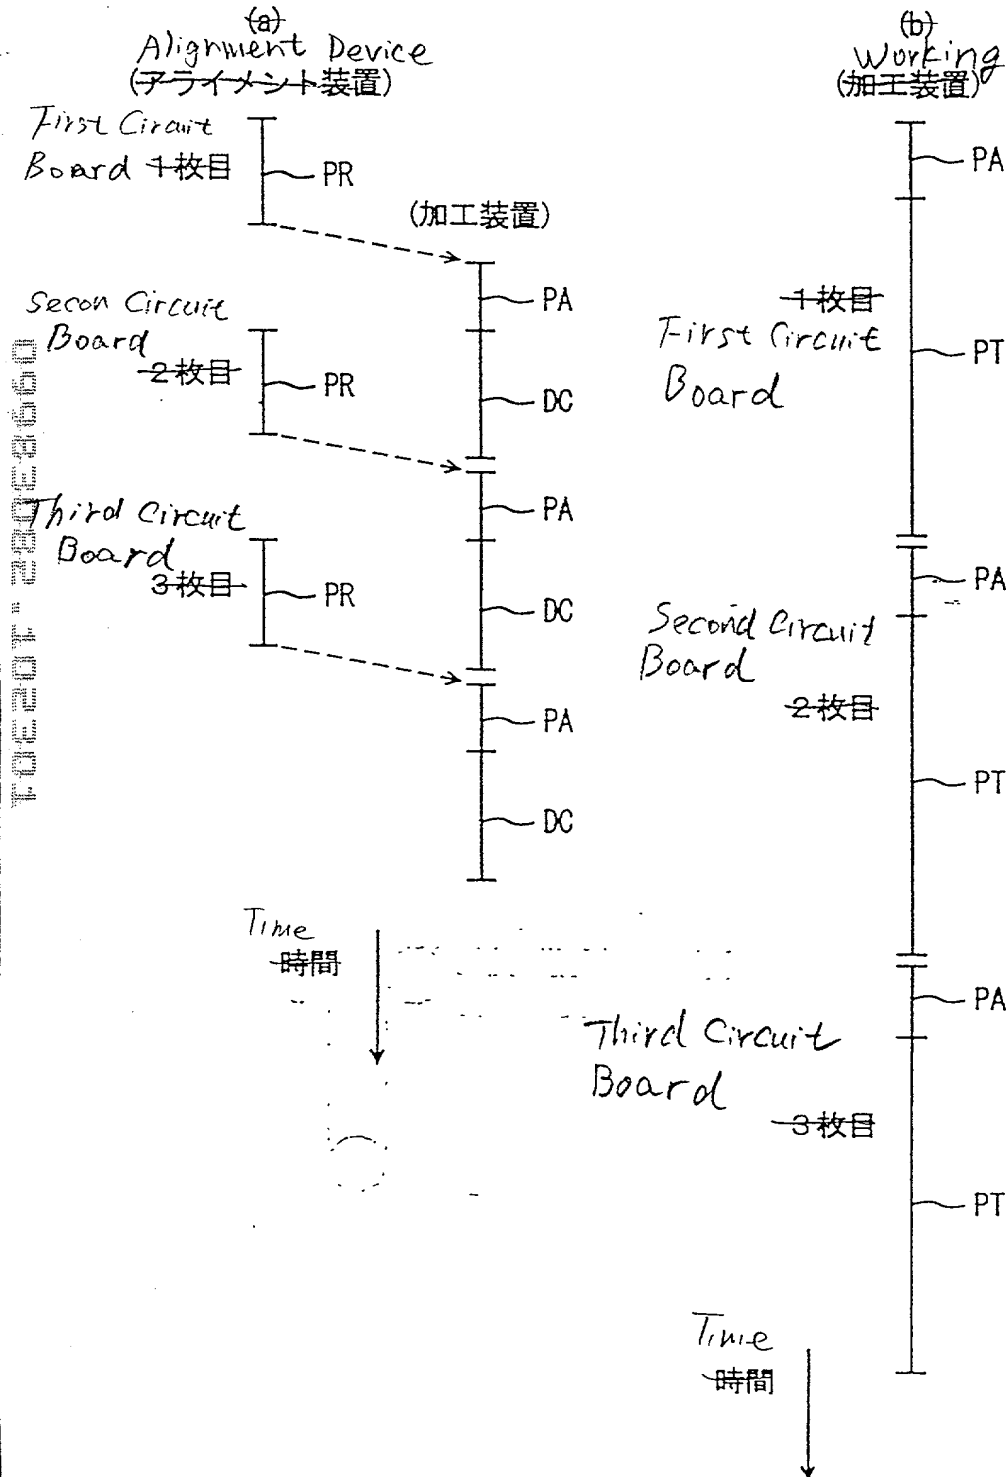 (a)
Alignment Device
(アライメント装置)
First Circuit
Board 1枚目
PR
(加工装置)
PA
Secon Circuit
Board
2枚目
PR
DC
Third Circuit
Board
PA
3枚目
PR
DC
PA
DC
Time
時間
(b)
Working
(加工装置)
PA
1枚目
First Circuit
Board
PT
PA
Second Circuit
Board
2枚目
PT
PA
Third Circuit
Board
3枚目
PT
Time
時間
09983082.102301